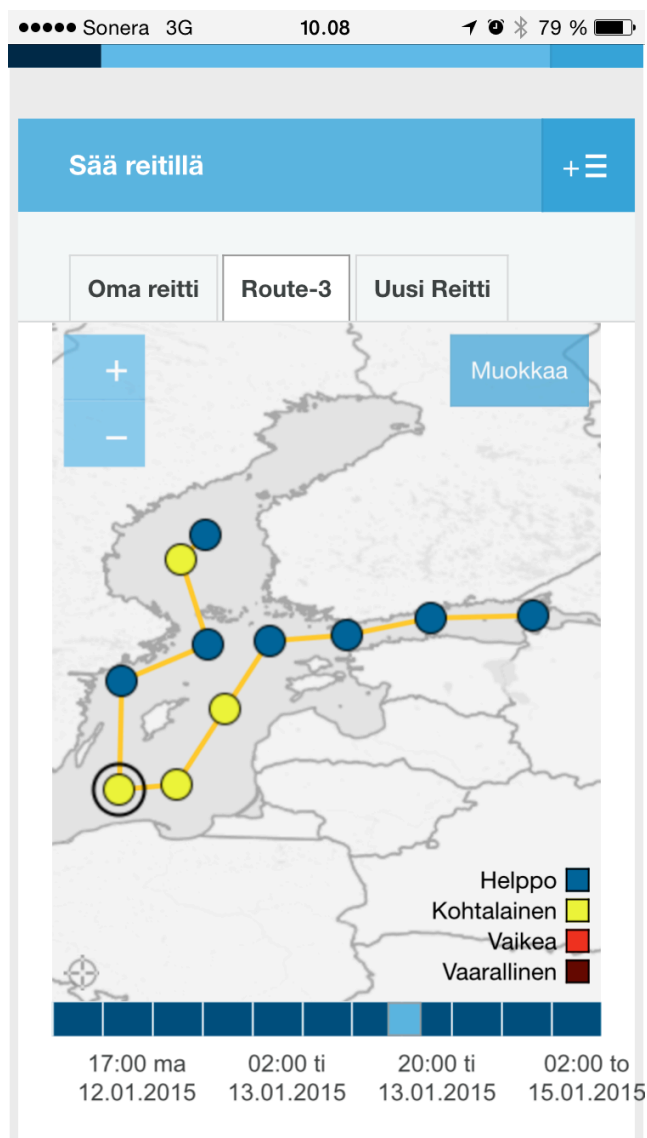 Sonera 3G 10.08 79 %
Sää reitillä
+
Oma reitti Route-3 Uusi Reitti
+
Muokkaa
−
Helppo
Kohtalainen
Vaikea
Vaarallinen
17:00 ma 02:00 ti 20:00 ti 02:00 to
12.01.2015 13.01.2015 13.01.2015 15.01.2015